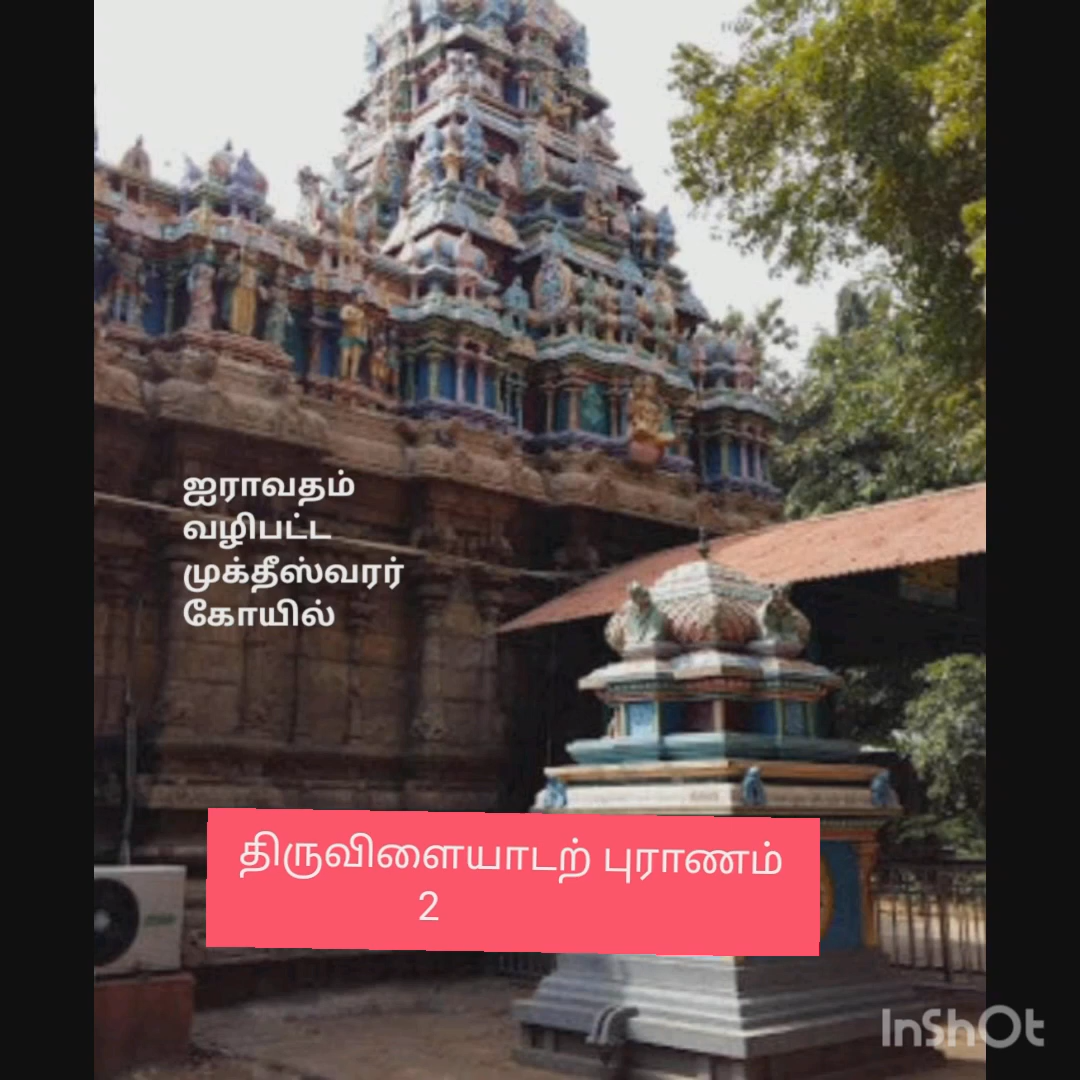 ஐராவதம்
வழிபட்ட
முக்தீஸ்வரர்
கோயில்
திருவிளையாடற் புராணம்
2
InShOt